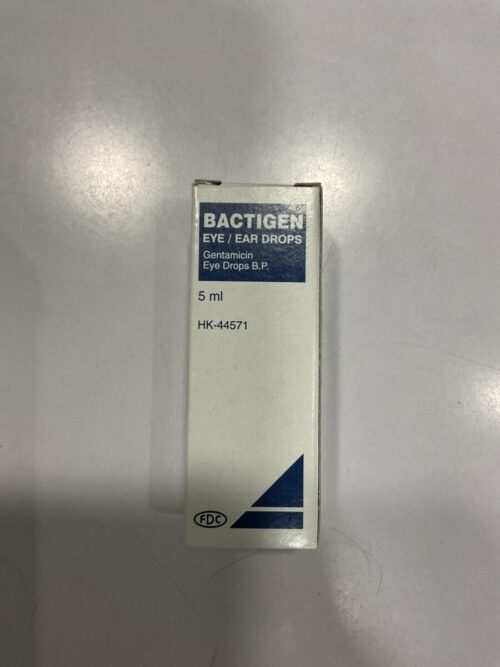 BACTIGEN
EYE / EAR DROPS
Gentamicin
Eye Drops B.P.
5 ml
HK-44571
FDC